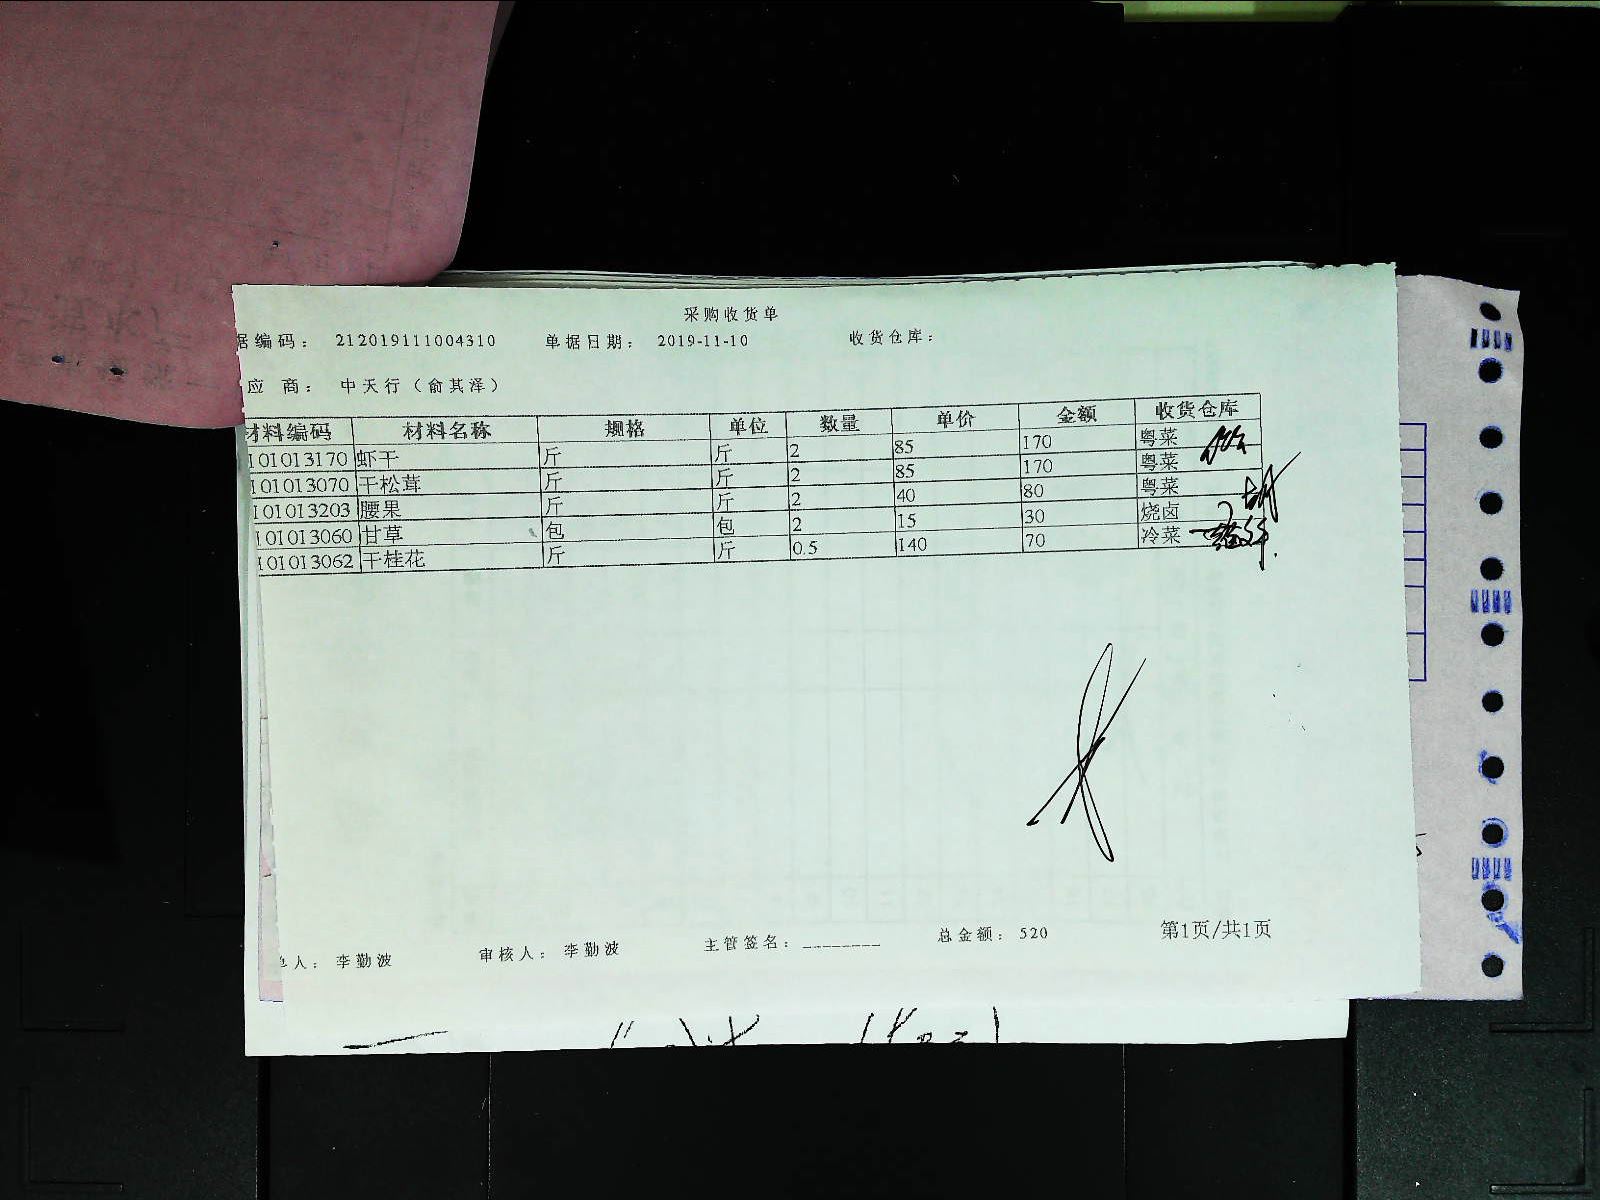 采购收货单
据编码： 212019111004310 单据日期： 2019-11-10 收货仓库：
应 商： 中天行（俞其泽）
材料编码 材料名称 规格 单位 数量 单价 金额 收货仓库
101013170 虾干 斤 斤 2 85 170 粤菜
101013070 干松茸 斤 斤 2 85 170 粤菜
101013203 腰果 斤 斤 2 40 80 粤菜
101013060 甘草 包 包 2 15 30 烧卤
101013062 干桂花 斤 斤 0.5 140 70 冷菜
人： 李勤波 审核人： 李勤波 主管签名：________ 总金额： 520 第1页/共1页